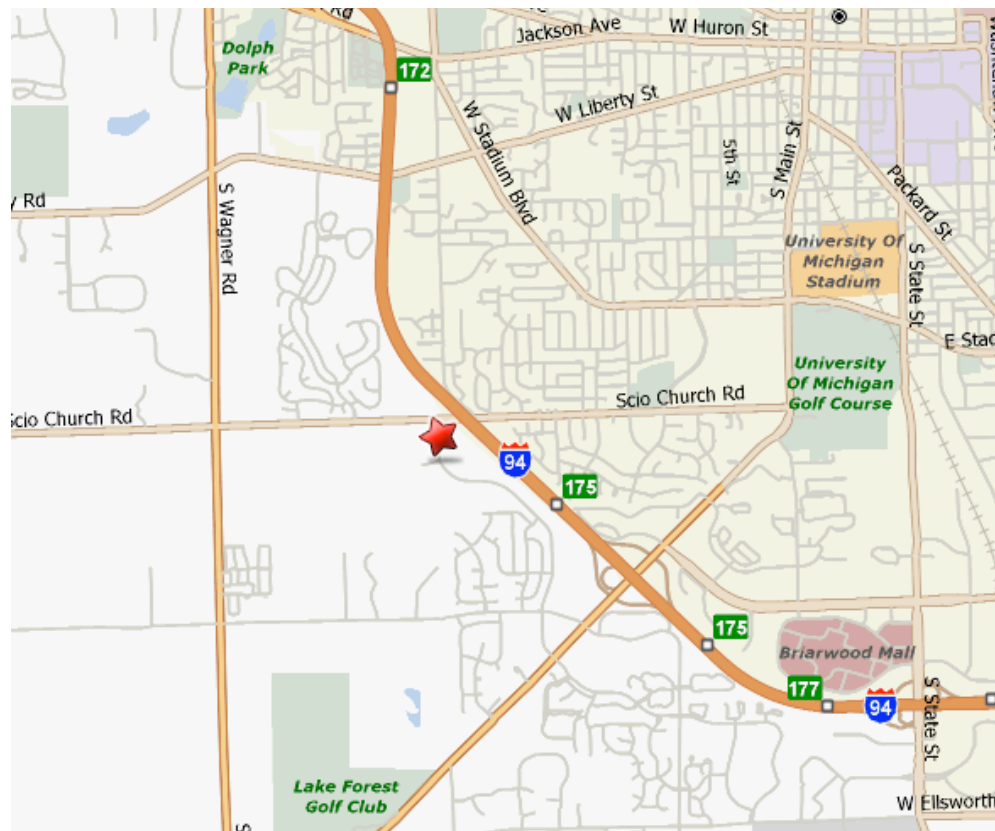 Rd
Jackson Ave
W Huron St
Dolph
Park
172
W Liberty St
W Stadium Blvd
5th St
S Main St
Packard St
y Rd
S Wagner Rd
University Of
Michigan
Stadium
S State St
E Stad
University
Of Michigan
Golf Course
Scio Church Rd
Scio Church Rd
94
175
175
Briarwood Mall
177
94
S State St
Lake Forest
Golf Club
W Ellsworth
S